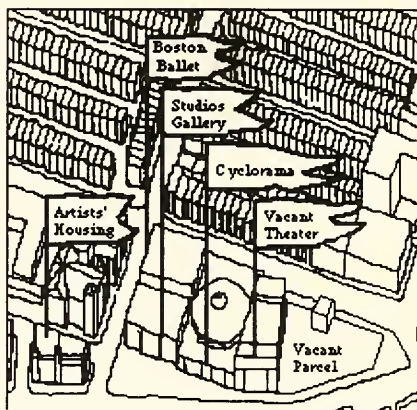 Boston
Ballet
Studios
Gallery
Cyclorama
Artists'
Housing
Vacant
Theater
Vacant
Parcel